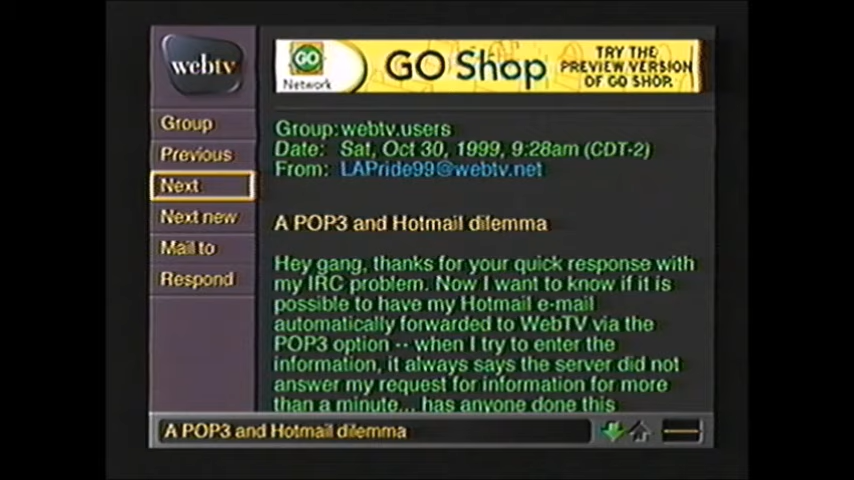 webtv
GO
Network
GO Shop
TRY THE
PREVIEW VERSION
OF GO SHOP.
Group
Previous
Next
Next new
Mail to
Respond
Group: webtv.users
Date: Sat, Oct 30, 1999, 9:28am (CDT-2)
From: LAPride99@webtv.net
A POP3 and Hotmail dilemma
Hey gang, thanks for your quick response with
my IRC problem. Now I want to know if it is
possible to have my Hotmail e-mail
automatically forwarded to WebTV via the
POP3 option -- when I try to enter the
information, it always says the server did not
answer my request for information for more
than a minute... has anyone done this
A POP3 and Hotmail dilemma